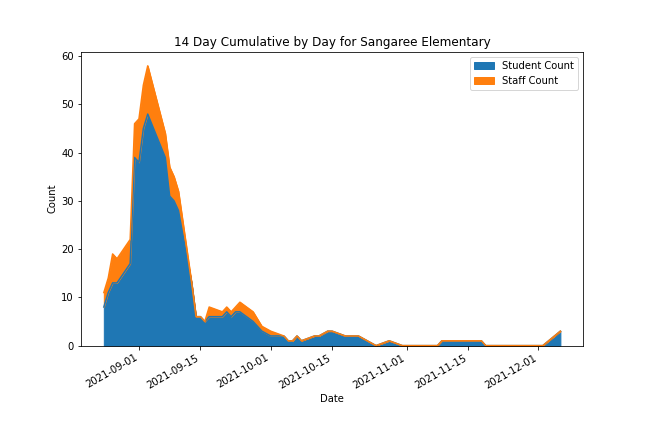 14 Day Cumulative by Day for Sangaree Elementary
Student Count
Staff Count
60
50
40
30
20
10
0
Count
2021-09-01
2021-09-15
2021-10-01
2021-10-15
2021-11-01
2021-11-15
2021-12-01
Date